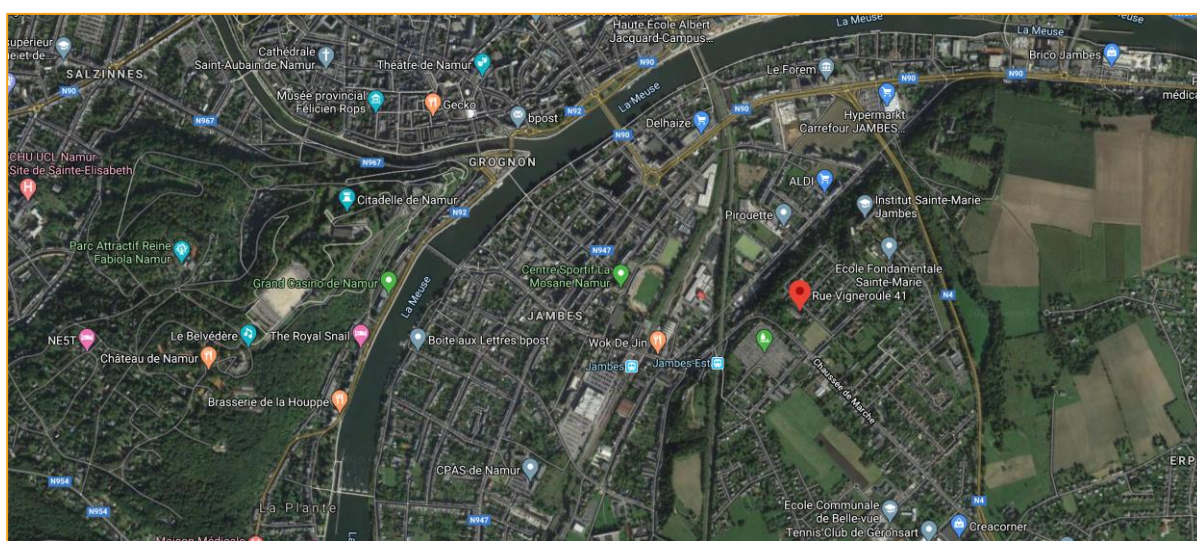 La Meuse
Haute École Albert
Jacquard-Campus...
La Meuse
supérieur
ie et de...
Cathédrale
Saint-Aubain de Namur
Théâtre de Namur
Le Forem
N90
N90
Brico Jambes
SALZINNES
N90
Musée provincial
Félicien Rops
Gecko
bpost
N92
La Meuse
N90
Hypermarkt
Carrefour JAMBES...
médica
N967
Delhaize
N90
CHU UCL Namur
Site de Sainte-Elisabeth
N967
GROGNON
ALDI
Institut Sainte-Marie
Jambes
Citadelle de Namur
N92
Pirouette
Parc Attractif Reine
Fabiola Namur
N947
Ecole Fondamentale
Sainte-Marie
Grand Casino de Namur
La Meuse
Centre Sportif La
Mosane Namur
Rue Vigneroule 41
N4
JAMBES
NE5T
Le Belvédère
The Royal Snail
Boite aux Lettres bpost
Wok De Jin
Château de Namur
Jambes
Jambes-Est
Chaussée de Marche
Brasserie de la Houppe
CPAS de Namur
ERP
N954
N954
La Plante
N947
Ecole Communale
de Belle-vue
N4
Tennis Club de Géronsart
Creacorner
Maison Médicale